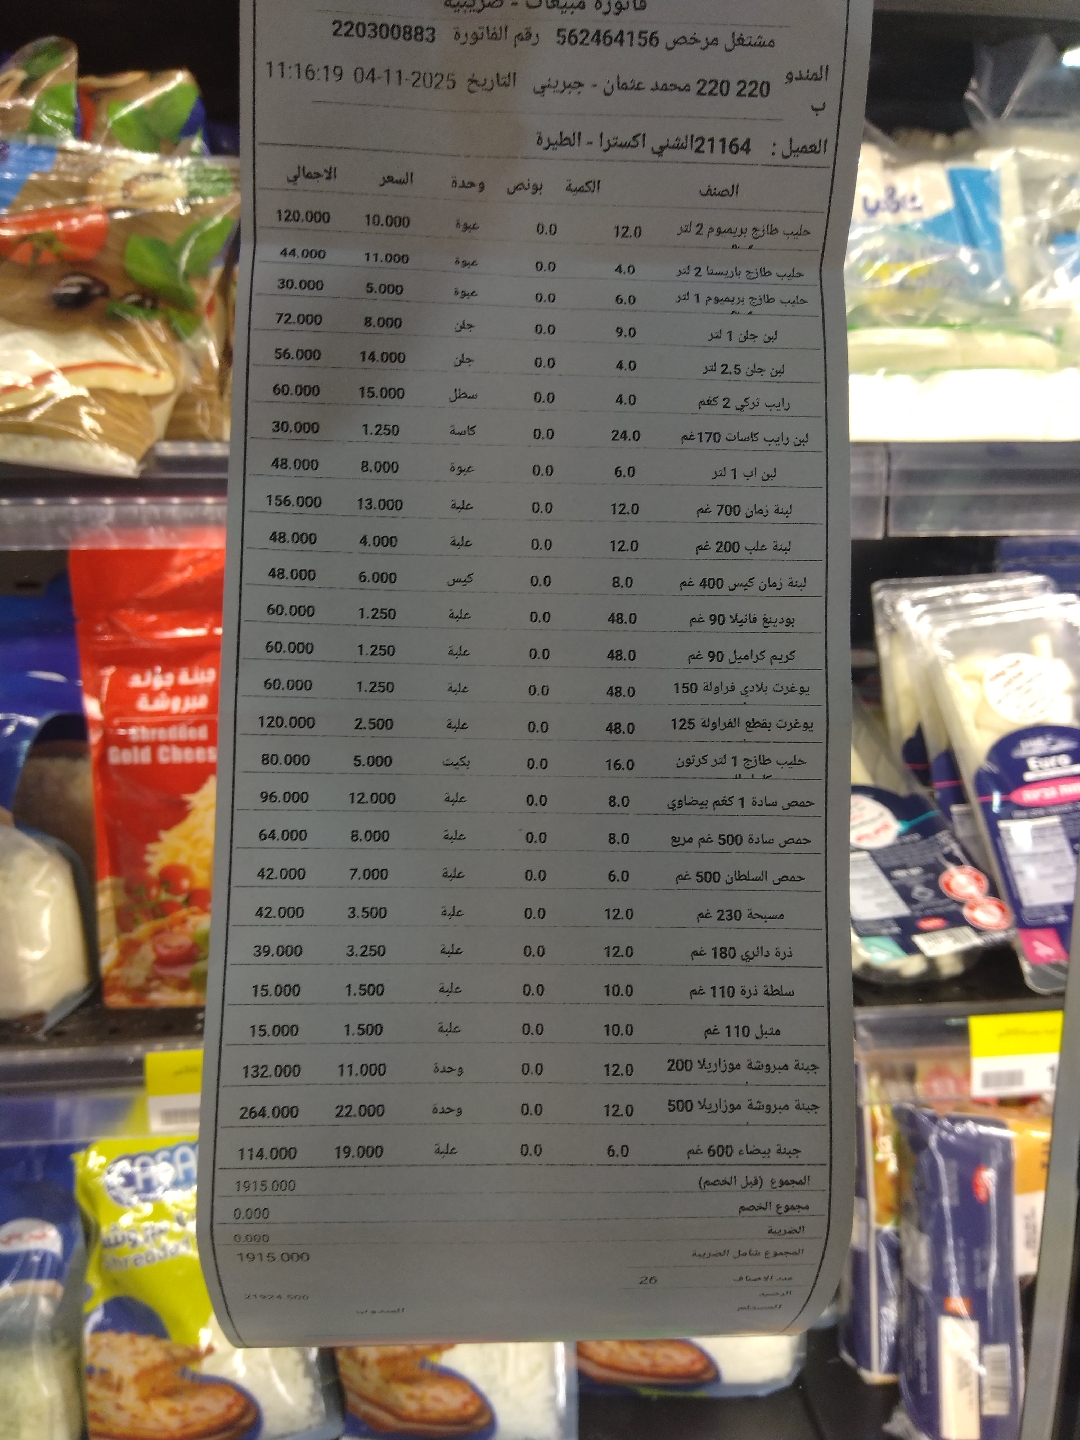 فاتورة مبيعات - ضريبية
مشتغل مرخص 562464156 رقم الفاتورة 220300883
المندوب 220 220 محمد عثمان - جبريني التاريخ 04-11-2025 11:16:19
العميل : 21164الشني اكسترا - الطيرة
الصنف الكمية بونص وحدة السعر الاجمالي
حليب طازج بريميوم 2 لتر 12.0 0.0 عبوة 10.000 120.000
حليب طازج باريستا 2 لتر 4.0 0.0 عبوة 11.000 44.000
حليب طازج بريميوم 1 لتر 6.0 0.0 عبوة 5.000 30.000
لبن جلن 1 لتر 9.0 0.0 جلن 8.000 72.000
لبن جلن 2.5 لتر 4.0 0.0 جلن 14.000 56.000
رايب تركي 2 كغم 4.0 0.0 سطل 15.000 60.000
لبن رايب كاسات 170غم 24.0 0.0 كاسة 1.250 30.000
لبن اب 1 لتر 6.0 0.0 عبوة 8.000 48.000
لبنة زمان 700 غم 12.0 0.0 علبة 13.000 156.000
لبنة علب 200 غم 12.0 0.0 علبة 4.000 48.000
لبنة زمان كيس 400 غم 8.0 0.0 كيس 6.000 48.000
بودينغ فانيلا 90 غم 48.0 0.0 علبة 1.250 60.000
كريم كراميل 90 غم 48.0 0.0 علبة 1.250 60.000
يوغرت بلادي فراولة 150 48.0 0.0 علبة 1.250 60.000
يوغرت بقطع الفراولة 125 48.0 0.0 علبة 2.500 120.000
حليب طازج 1 لتر كرتون 16.0 0.0 بكيت 5.000 80.000
حمص سادة 1 كغم بيضاوي 8.0 0.0 علبة 12.000 96.000
حمص سادة 500 غم مربع 8.0 0.0 علبة 8.000 64.000
حمص السلطان 500 غم 6.0 0.0 علبة 7.000 42.000
مسبحة 230 غم 12.0 0.0 علبة 3.500 42.000
ذرة دائري 180 غم 12.0 0.0 علبة 3.250 39.000
سلطة ذرة 110 غم 10.0 0.0 علبة 1.500 15.000
متبل 110 غم 10.0 0.0 علبة 1.500 15.000
جبنة مبروشة موزاريلا 200 12.0 0.0 وحدة 11.000 132.000
جبنة مبروشة موزاريلا 500 12.0 0.0 وحدة 22.000 264.000
جبنة بيضاء 600 غم 6.0 0.0 علبة 19.000 114.000
المجموع (قبل الخصم) 1915.000
مجموع الخصم 0.000
الضريبة 0.000
المجموع شامل الضريبة 1915.000
عدد الاصناف 26
الرصيد 21924.500
المستلم المندوب
جبنة جولد
مبروشة
Shredded
Gold Chees
Euro
Shredded